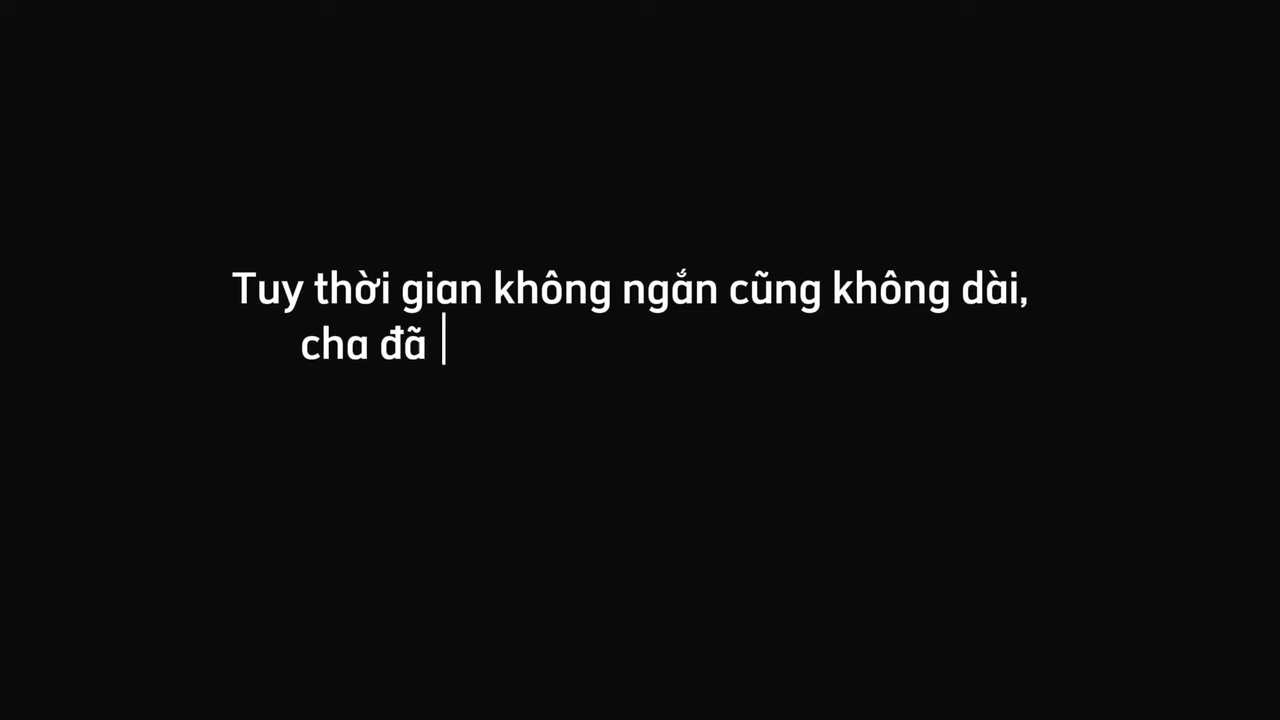 Tuy thời gian không ngắn cũng không dài,
cha đã